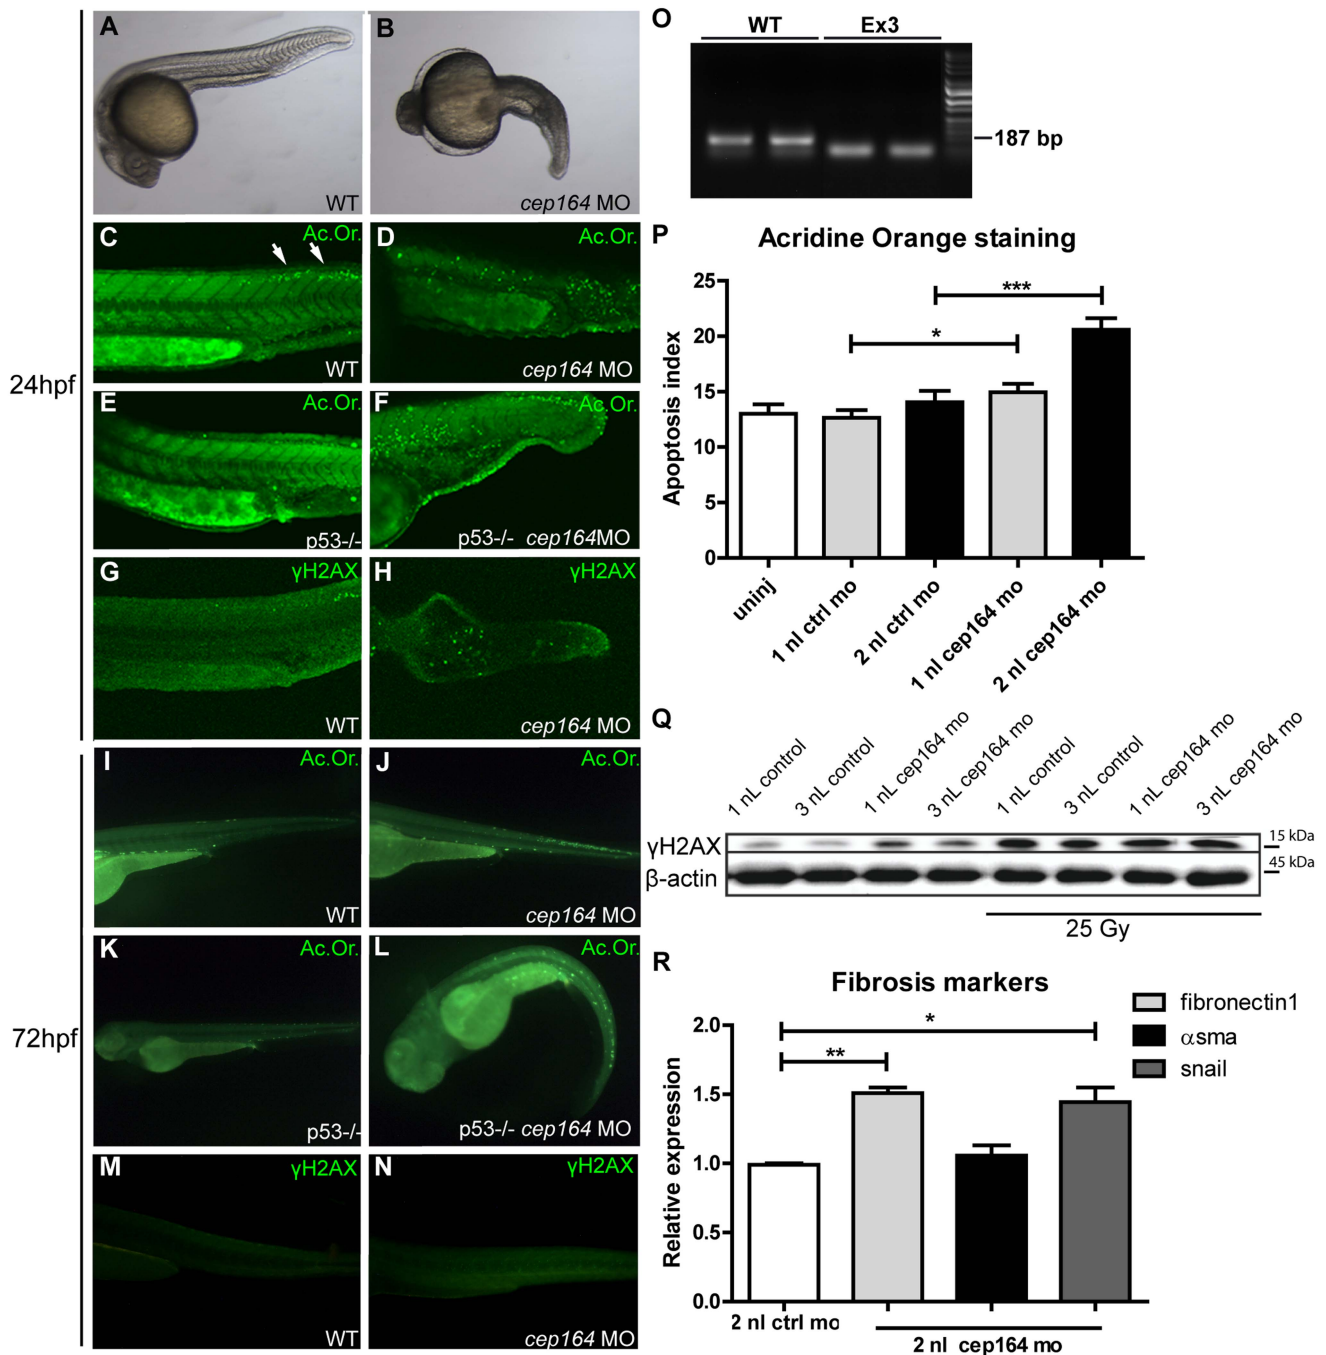 24hpf
A
WT
B
cep164 MO
C
Ac.Or.
WT
D
Ac.Or.
cep164 MO
E
Ac.Or.
p53-/-
F
Ac.Or.
p53-/- cep164MO
G
γH2AX
WT
H
γH2AX
cep164 MO
72hpf
I
Ac.Or.
WT
J
Ac.Or.
cep164 MO
K
Ac.Or.
p53-/-
L
Ac.Or.
p53-/- cep164 MO
M
γH2AX
WT
N
γH2AX
cep164 MO
O
WT Ex3
187 bp
P
Acridine Orange staining
Apoptosis index
25
20
15
10
5
0
*
***
uninj
1 nl ctrl mo
2 nl ctrl mo
1 nl cep164 mo
2 nl cep164 mo
Q
1 nL control
3 nL control
1 nL cep164 mo
3 nL cep164 mo
1 nL control
3 nL control
1 nL cep164 mo
3 nL cep164 mo
γH2AX
15 kDa
β-actin
45 kDa
25 Gy
R
Fibrosis markers
fibronectin1
αsma
snail
Relative expression
2.0
1.5
1.0
0.5
0.0
*
**
2 nl ctrl mo
2 nl cep164 mo